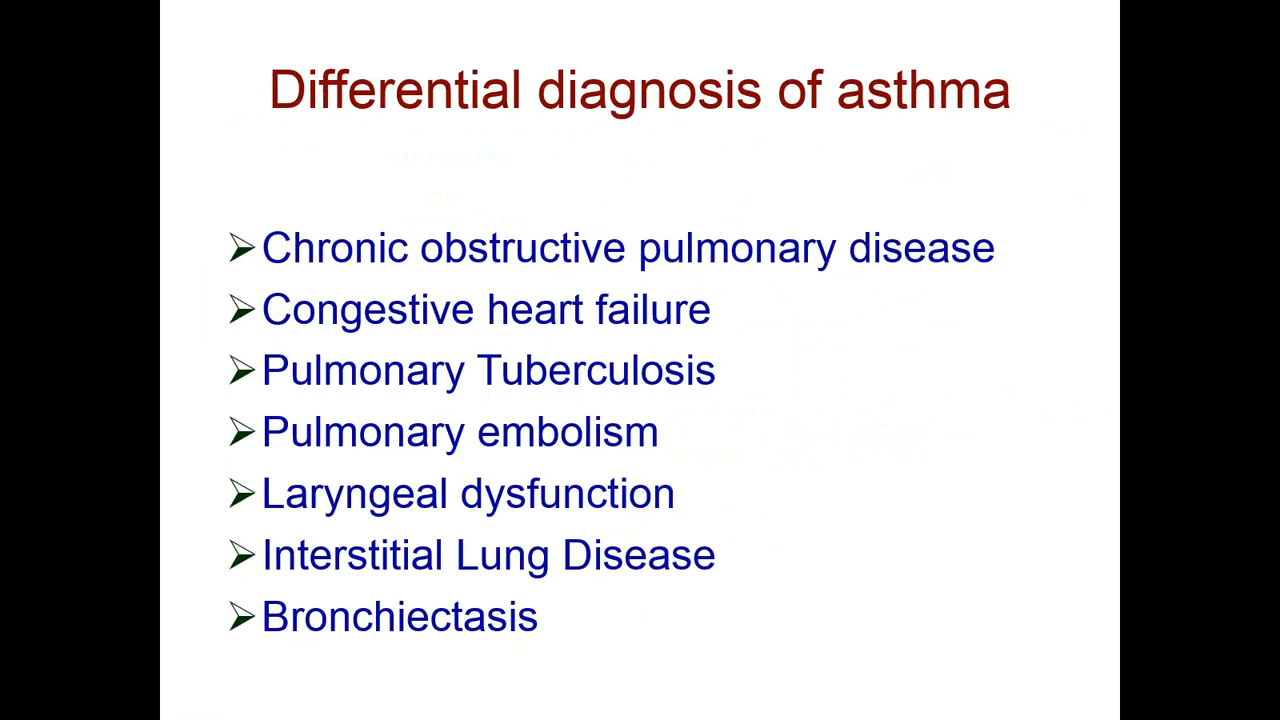 Differential diagnosis of asthma
Chronic obstructive pulmonary disease
Congestive heart failure
Pulmonary Tuberculosis
Pulmonary embolism
Laryngeal dysfunction
Interstitial Lung Disease
Bronchiectasis